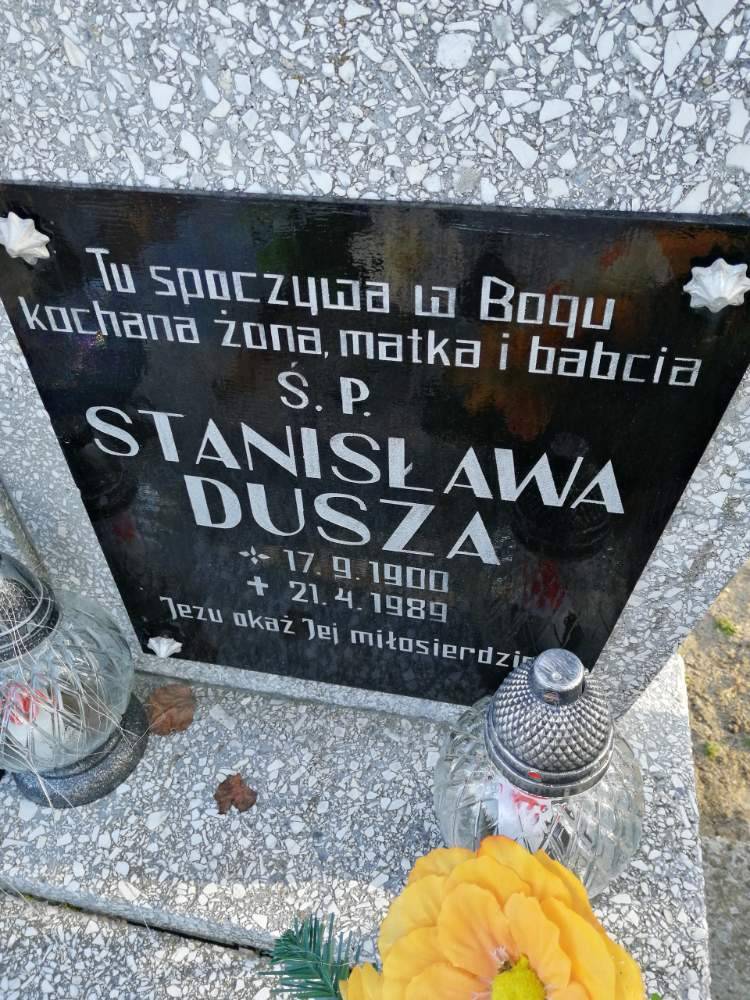 Tu spoczywa w Bogu
kochana żona, matka i babcia
Ś. P.
STANISŁAWA
DUSZA
17. 9. 1900
21. 4. 1989
Jezu okaż Jej miłosierdzie